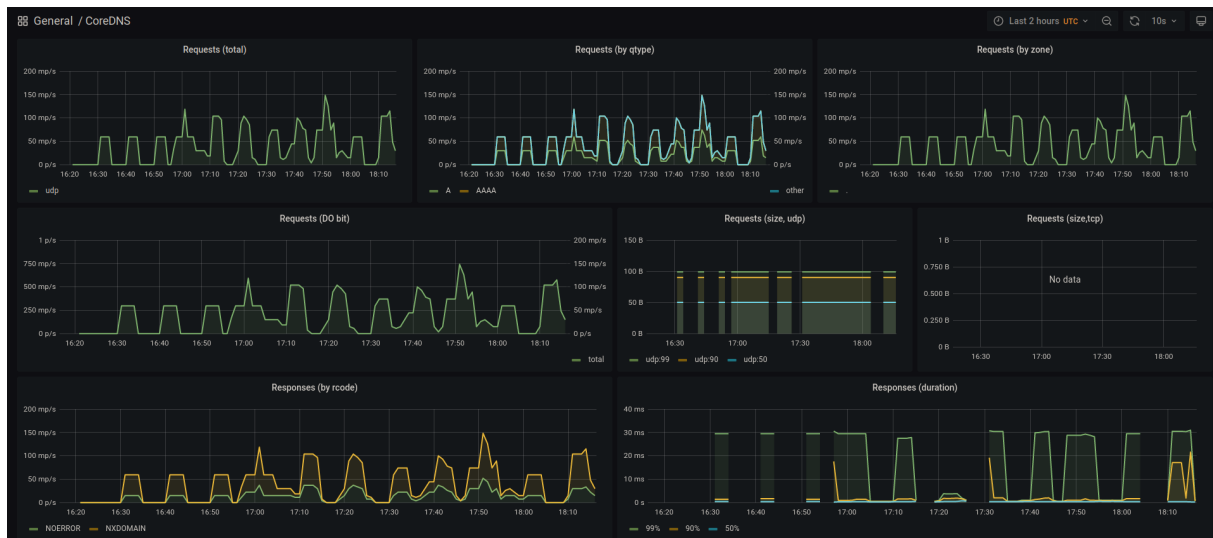 General / CoreDNS
Last 2 hours UTC
10s
Requests (total)
200 mp/s
150 mp/s
100 mp/s
50 mp/s
0 p/s
16:20 16:30 16:40 16:50 17:00 17:10 17:20 17:30 17:40 17:50 18:00 18:10
udp
Requests (by qtype)
200 mp/s 200 mp/s
150 mp/s 150 mp/s
100 mp/s 100 mp/s
50 mp/s 50 mp/s
0 p/s 0 p/s
16:20 16:30 16:40 16:50 17:00 17:10 17:20 17:30 17:40 17:50 18:00 18:10
A AAAA other
Requests (by zone)
200 mp/s
150 mp/s
100 mp/s
50 mp/s
0 p/s
16:20 16:30 16:40 16:50 17:00 17:10 17:20 17:30 17:40 17:50 18:00 18:10
.
Requests (DO bit)
1 p/s 200 mp/s
750 mp/s 150 mp/s
500 mp/s 100 mp/s
250 mp/s 50 mp/s
0 p/s 0 p/s
16:20 16:30 16:40 16:50 17:00 17:10 17:20 17:30 17:40 17:50 18:00 18:10
total
Requests (size, udp)
150 B
100 B
50 B
0 B
16:30 17:00 17:30 18:00
udp:99 udp:90 udp:50
Requests (size,tcp)
1 B
0.750 B
0.500 B
0.250 B
0 B
No data
16:30 17:00 17:30 18:00
Responses (by rcode)
200 mp/s
150 mp/s
100 mp/s
50 mp/s
0 p/s
16:20 16:30 16:40 16:50 17:00 17:10 17:20 17:30 17:40 17:50 18:00 18:10
NOERROR NXDOMAIN
Responses (duration)
40 ms
30 ms
20 ms
10 ms
0 s
16:20 16:30 16:40 16:50 17:00 17:10 17:20 17:30 17:40 17:50 18:00 18:10
99% 90% 50%